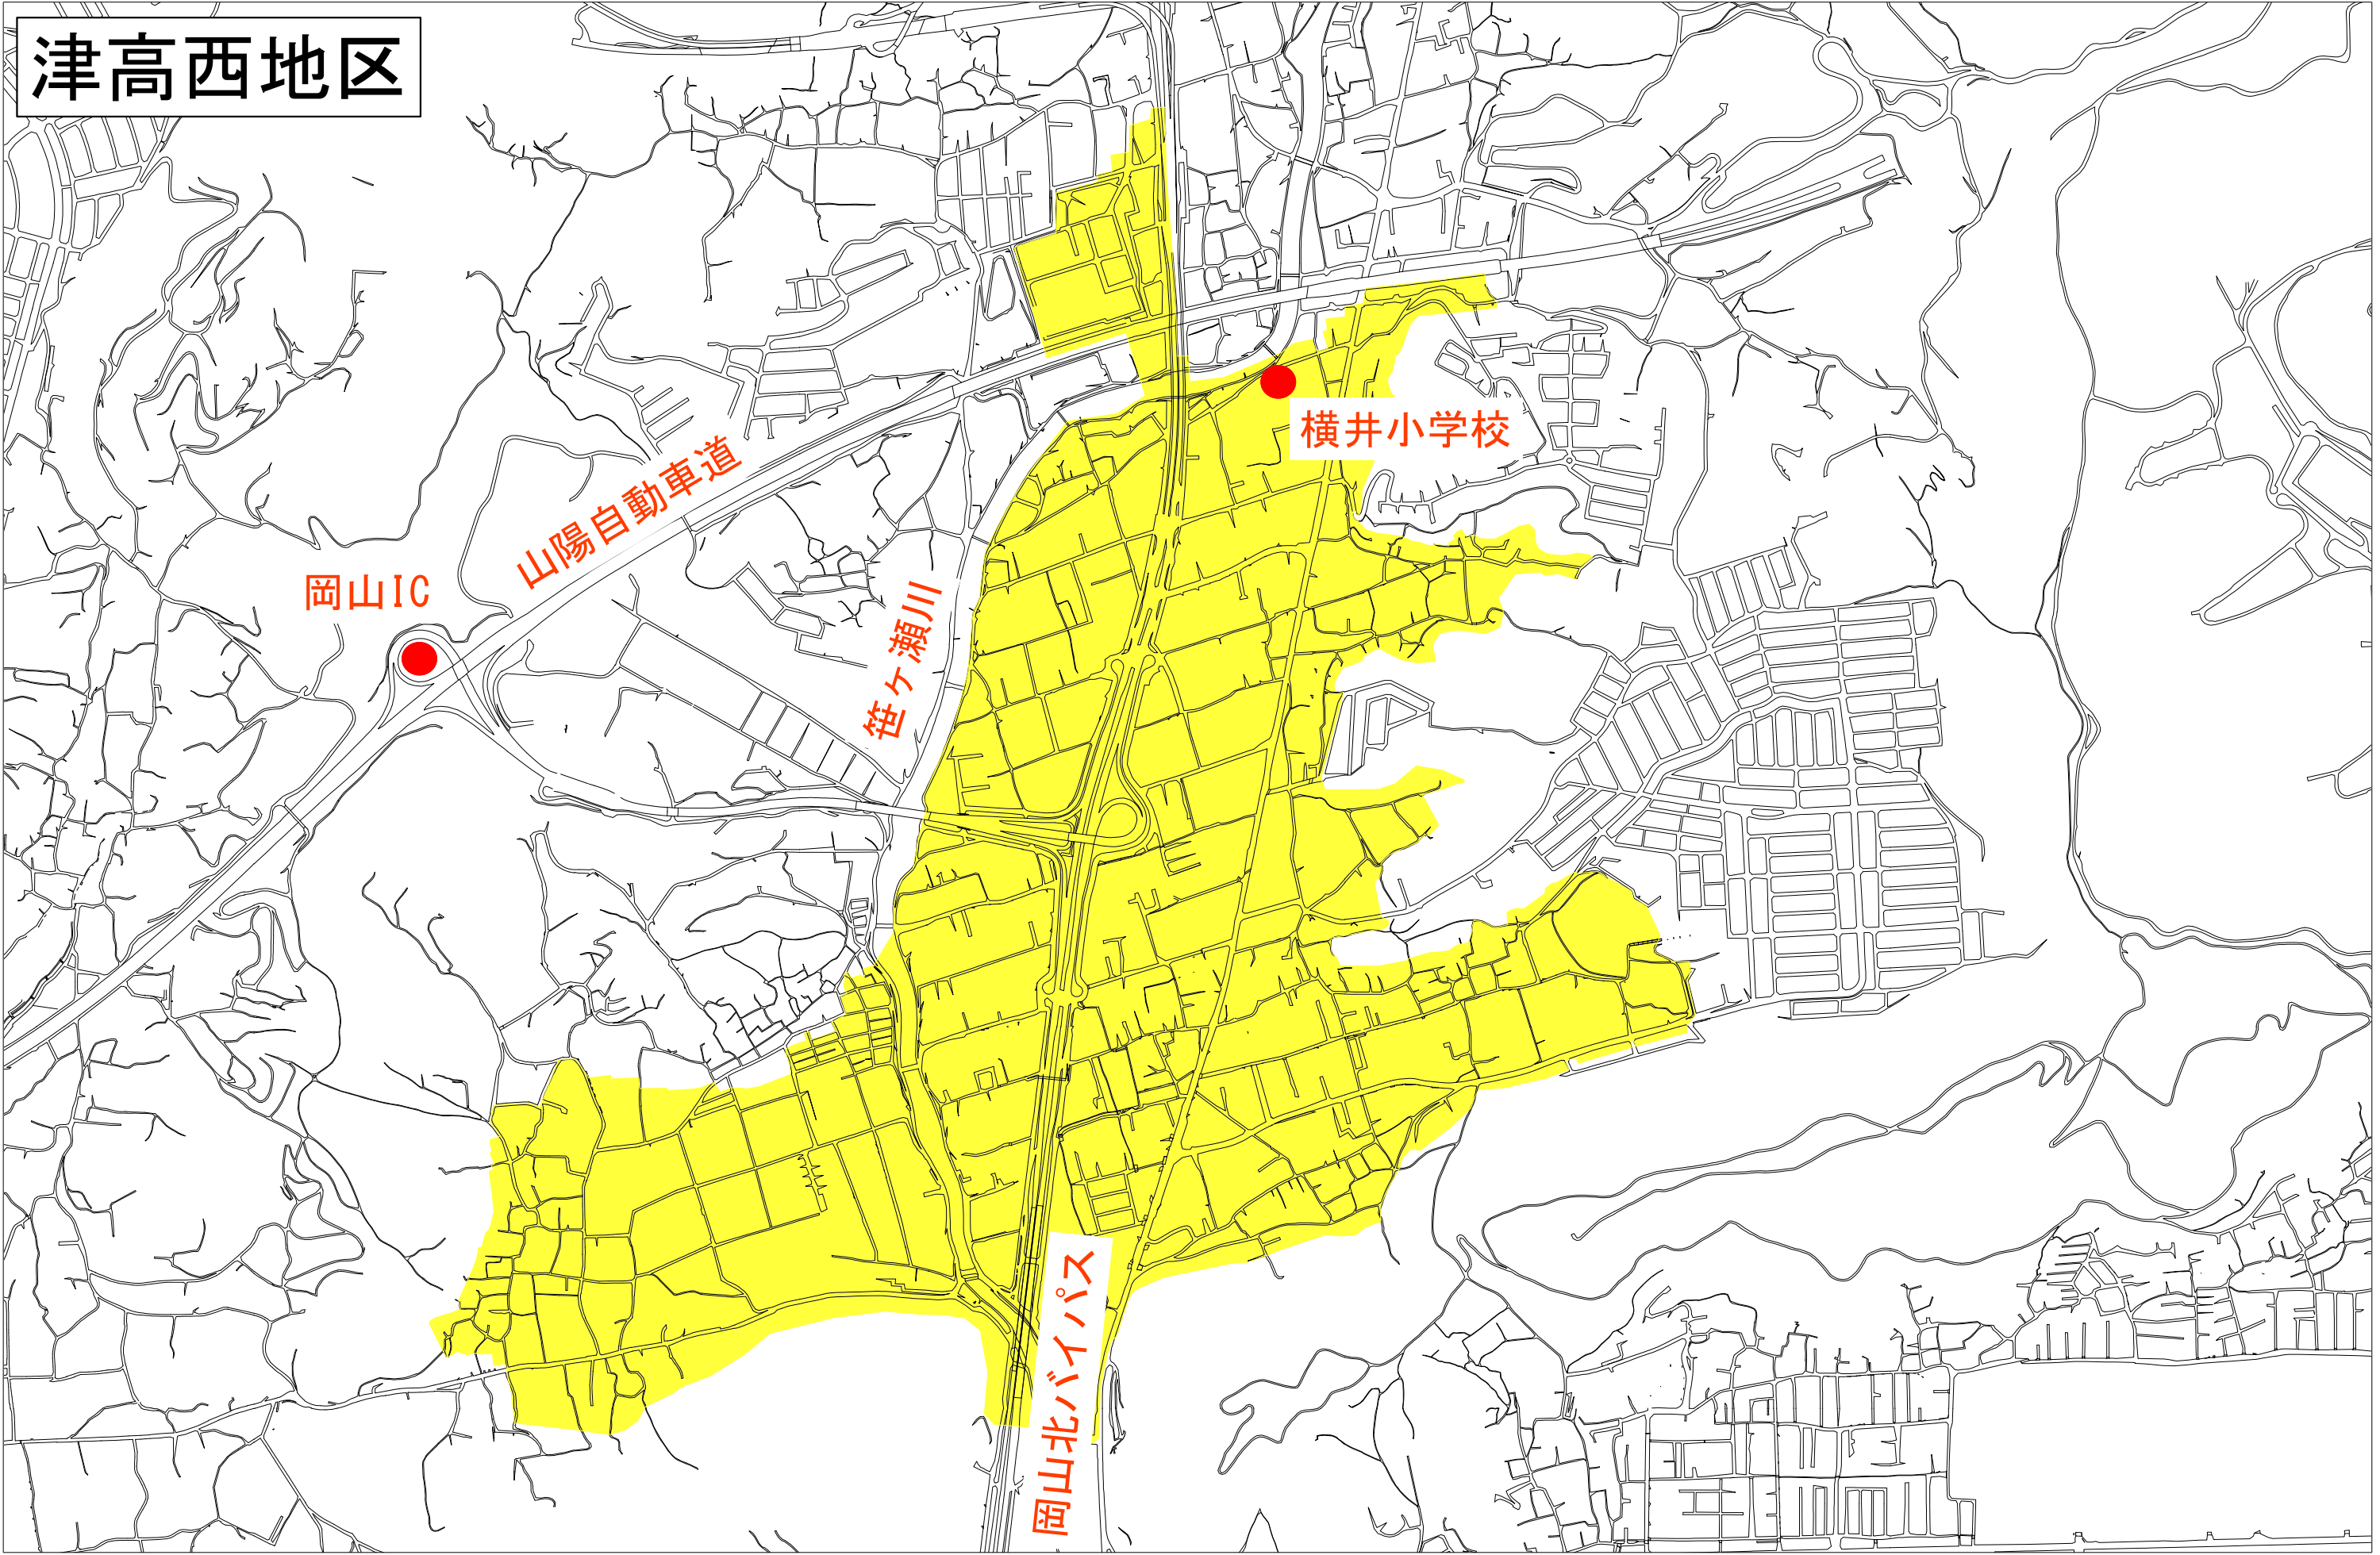 津高西地区
横井小学校
山陽自動車道
岡山IC
笹ヶ瀬川
岡山北バイパス